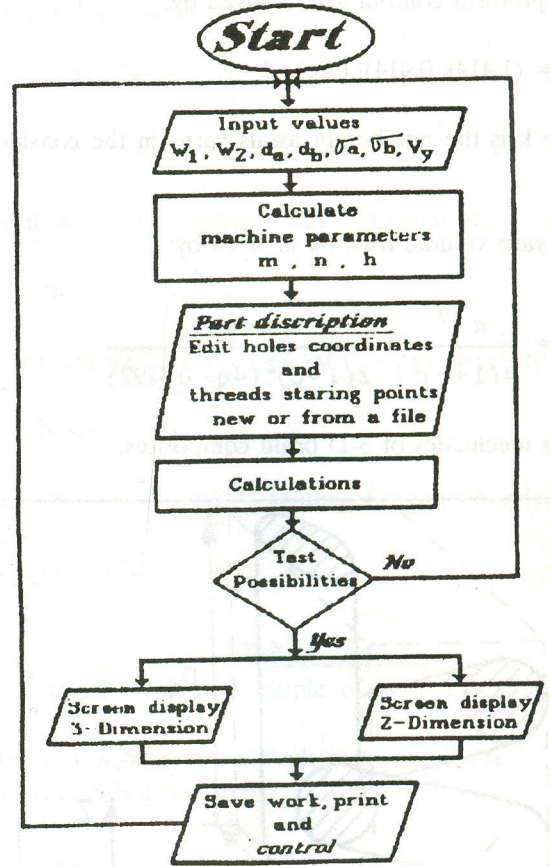 Start
Input values
W1, W2, da, db, √a, √b, Vy
Calculate
machine parameters
m , n , h
Part discription
Edit holes coordinates
and
threads staring points
new or from a file
Calculations
Test
Possibilities
No
Yes
Screen display
3-Dimension
Screen display
2-Dimension
Save work, print
and
control